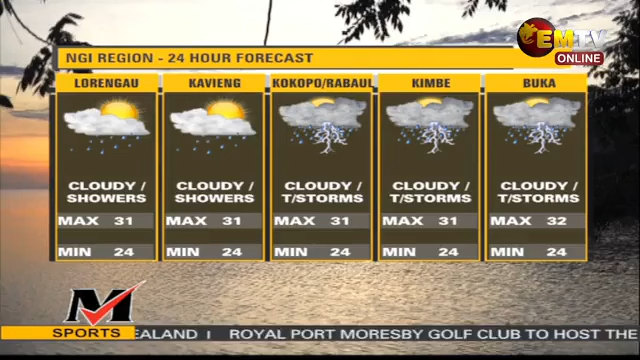 EMTV
ONLINE
NGI REGION - 24 HOUR FORECAST
LORENGAU
CLOUDY /
SHOWERS
MAX 31
MIN 24
KAVIENG
CLOUDY /
SHOWERS
MAX 31
MIN 24
KOKOPO/RABAUL
CLOUDY /
T/STORMS
MAX 31
MIN 24
KIMBE
CLOUDY /
T/STORMS
MAX 31
MIN 24
BUKA
CLOUDY /
T/STORMS
MAX 32
MIN 24
M
SPORTS
EALAND | ROYAL PORT MORESBY GOLF CLUB TO HOST THE